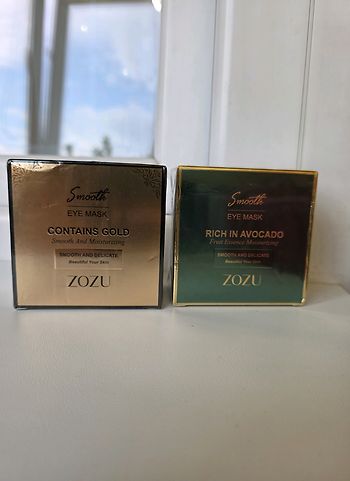 Smooth
EYE MASK
CONTAINS GOLD
Smooth And Moisturizing
SMOOTH AND DELICATE
Beautiful Your Skin
ZOZU
Smooth
EYE MASK
RICH IN AVOCADO
Fruit Essence Moisturizing
SMOOTH AND DELICATE
Beautiful Your Skin
ZOZU